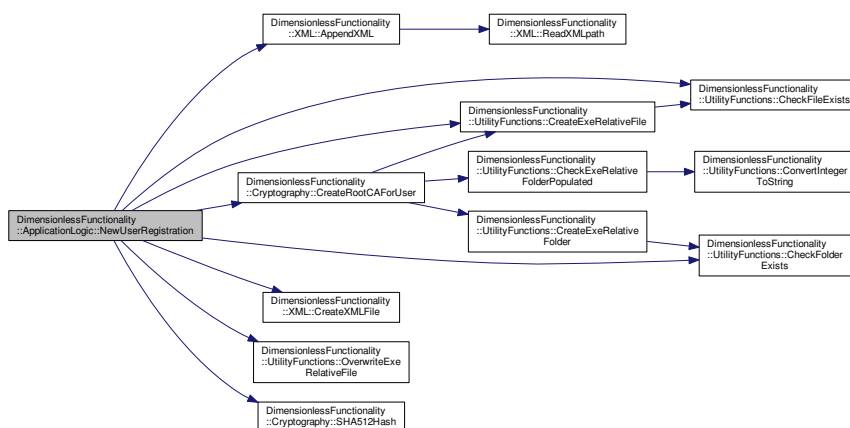 DimensionlessFunctionality
::XML::AppendXML
DimensionlessFunctionality
::XML::ReadXMLpath
DimensionlessFunctionality
::UtilityFunctions::CheckFileExists
DimensionlessFunctionality
::UtilityFunctions::CreateExeRelativeFile
DimensionlessFunctionality
::UtilityFunctions::CheckExeRelative
FolderPopulated
DimensionlessFunctionality
::UtilityFunctions::ConvertInteger
ToString
DimensionlessFunctionality
::Cryptography::CreateRootCAForUser
DimensionlessFunctionality
::ApplicationLogic::NewUserRegistration
DimensionlessFunctionality
::UtilityFunctions::CreateExeRelative
Folder
DimensionlessFunctionality
::UtilityFunctions::CheckFolder
Exists
DimensionlessFunctionality
::XML::CreateXMLFile
DimensionlessFunctionality
::UtilityFunctions::OverwriteExe
RelativeFile
DimensionlessFunctionality
::Cryptography::SHA512Hash